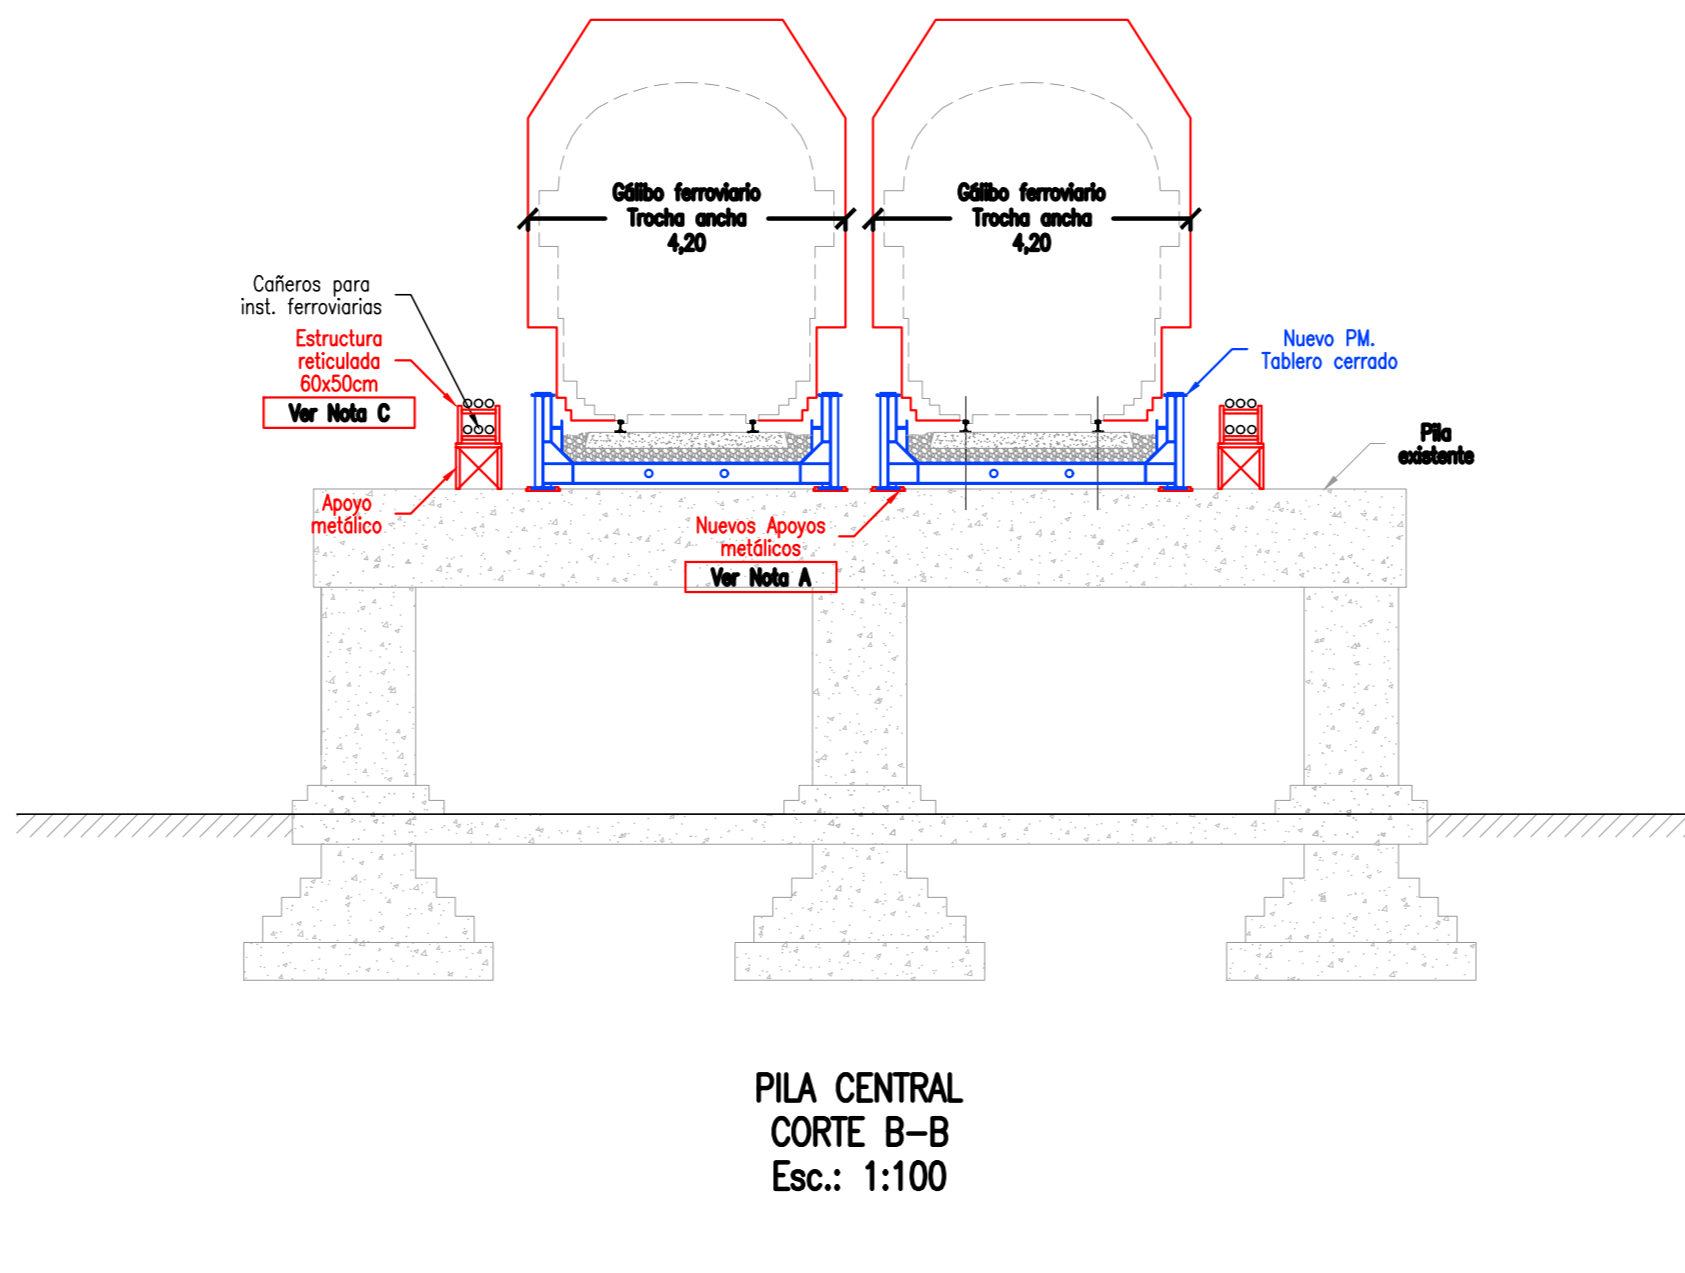 Gálibo ferroviario
Trocha ancha
4,20
Gálibo ferroviario
Trocha ancha
4,20
Cañeros para
inst. ferroviarias
Estructura
reticulada
60x50cm
Ver Nota C
Nuevo PM.
Tablero cerrado
Pila
existente
Apoyo
metálico
Nuevos Apoyos
metálicos
Ver Nota A
PILA CENTRAL
CORTE B-B
Esc.: 1:100